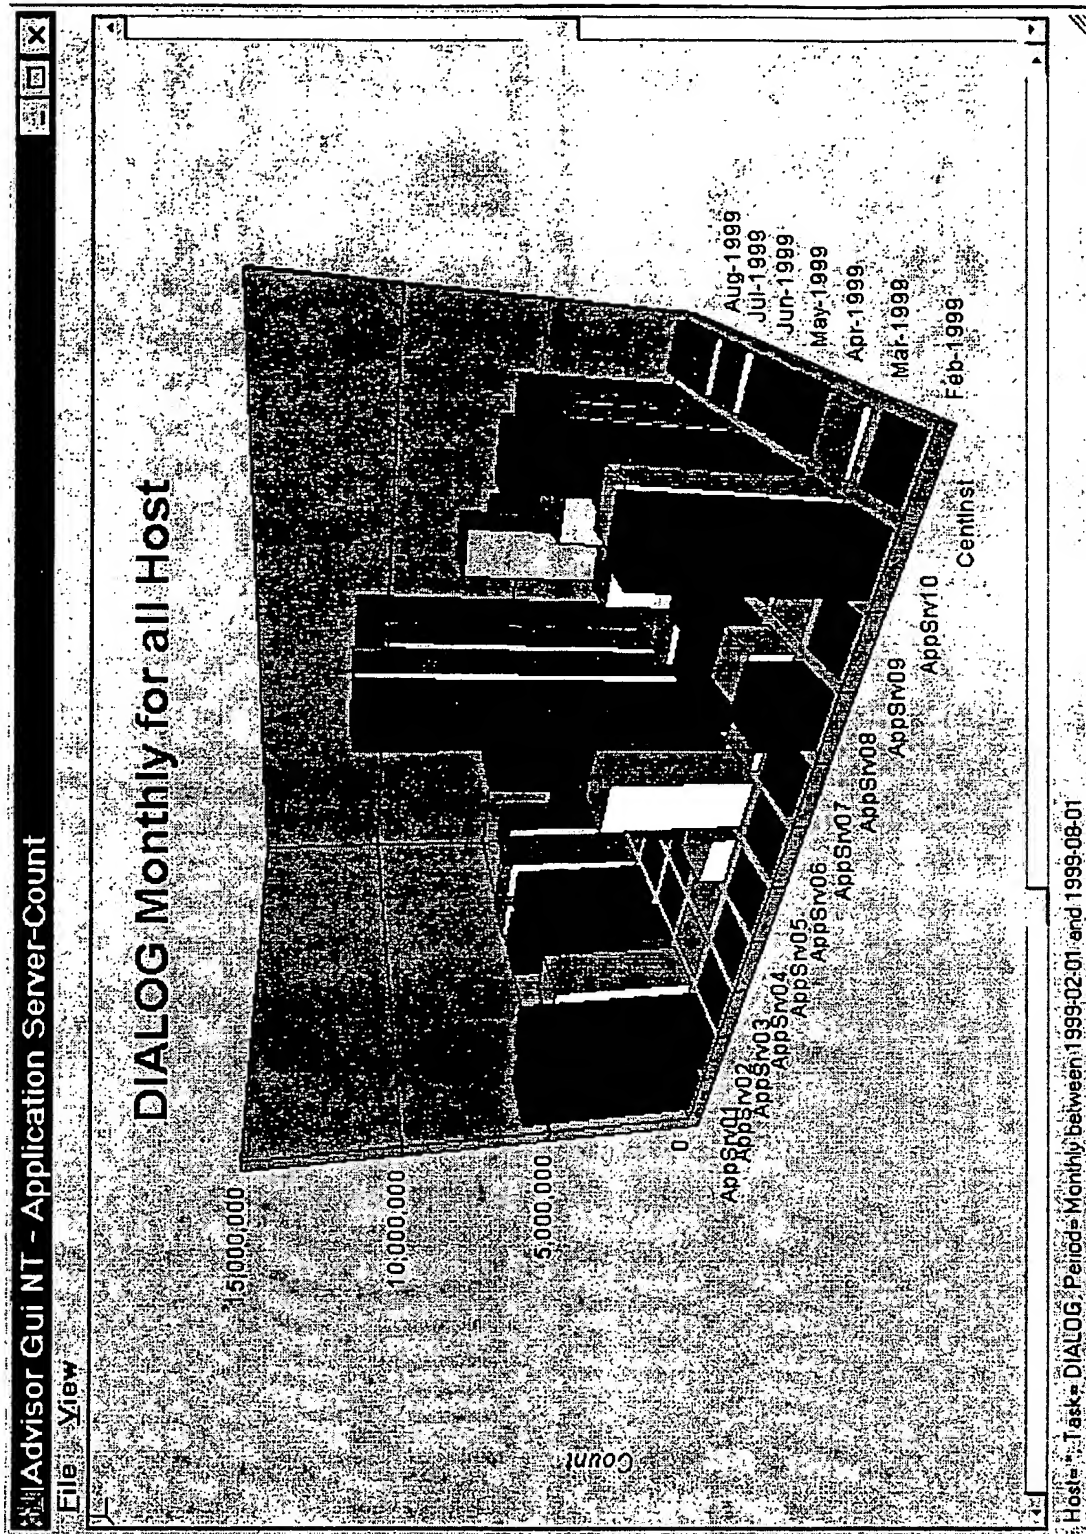 Advisor Gui NT - Application Server-Count
File View
DIALOG Monthly for all Host
15,000,000
10,000,000
5,000,000
0
Count
AppSrv01
AppSrv02
AppSrv03
AppSrv04
AppSrv05
AppSrv06
AppSrv07
AppSrv08
AppSrv09
AppSrv10
CentInst
Aug-1999
Jul-1999
Jun-1999
May-1999
Apr-1999
Mar-1999
Feb-1999
Host= *; Task= DIALOG; Period= Monthly between 1999-02-01 and 1999-08-01